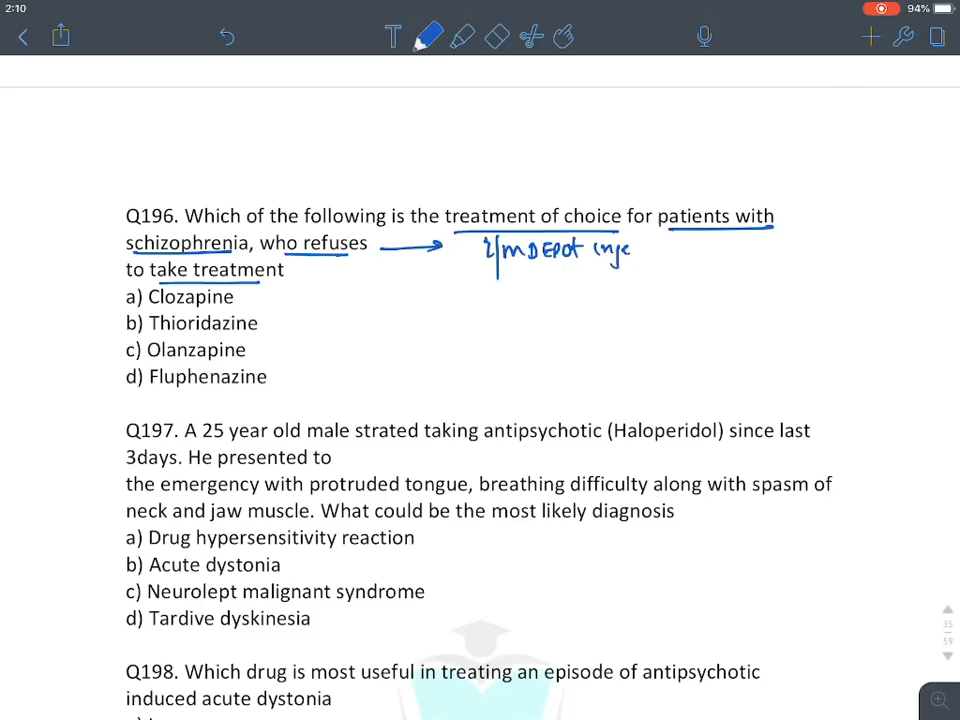 2:10
94%
T
Q196. Which of the following is the treatment of choice for patients with
schizophrenia, who refuses
I/m DEPOT inje
to take treatment
a) Clozapine
b) Thioridazine
c) Olanzapine
d) Fluphenazine
Q197. A 25 year old male strated taking antipsychotic (Haloperidol) since last
3days. He presented to
the emergency with protruded tongue, breathing difficulty along with spasm of
neck and jaw muscle. What could be the most likely diagnosis
a) Drug hypersensitivity reaction
b) Acute dystonia
c) Neurolept malignant syndrome
d) Tardive dyskinesia
35
59
Q198. Which drug is most useful in treating an episode of antipsychotic
induced acute dystonia